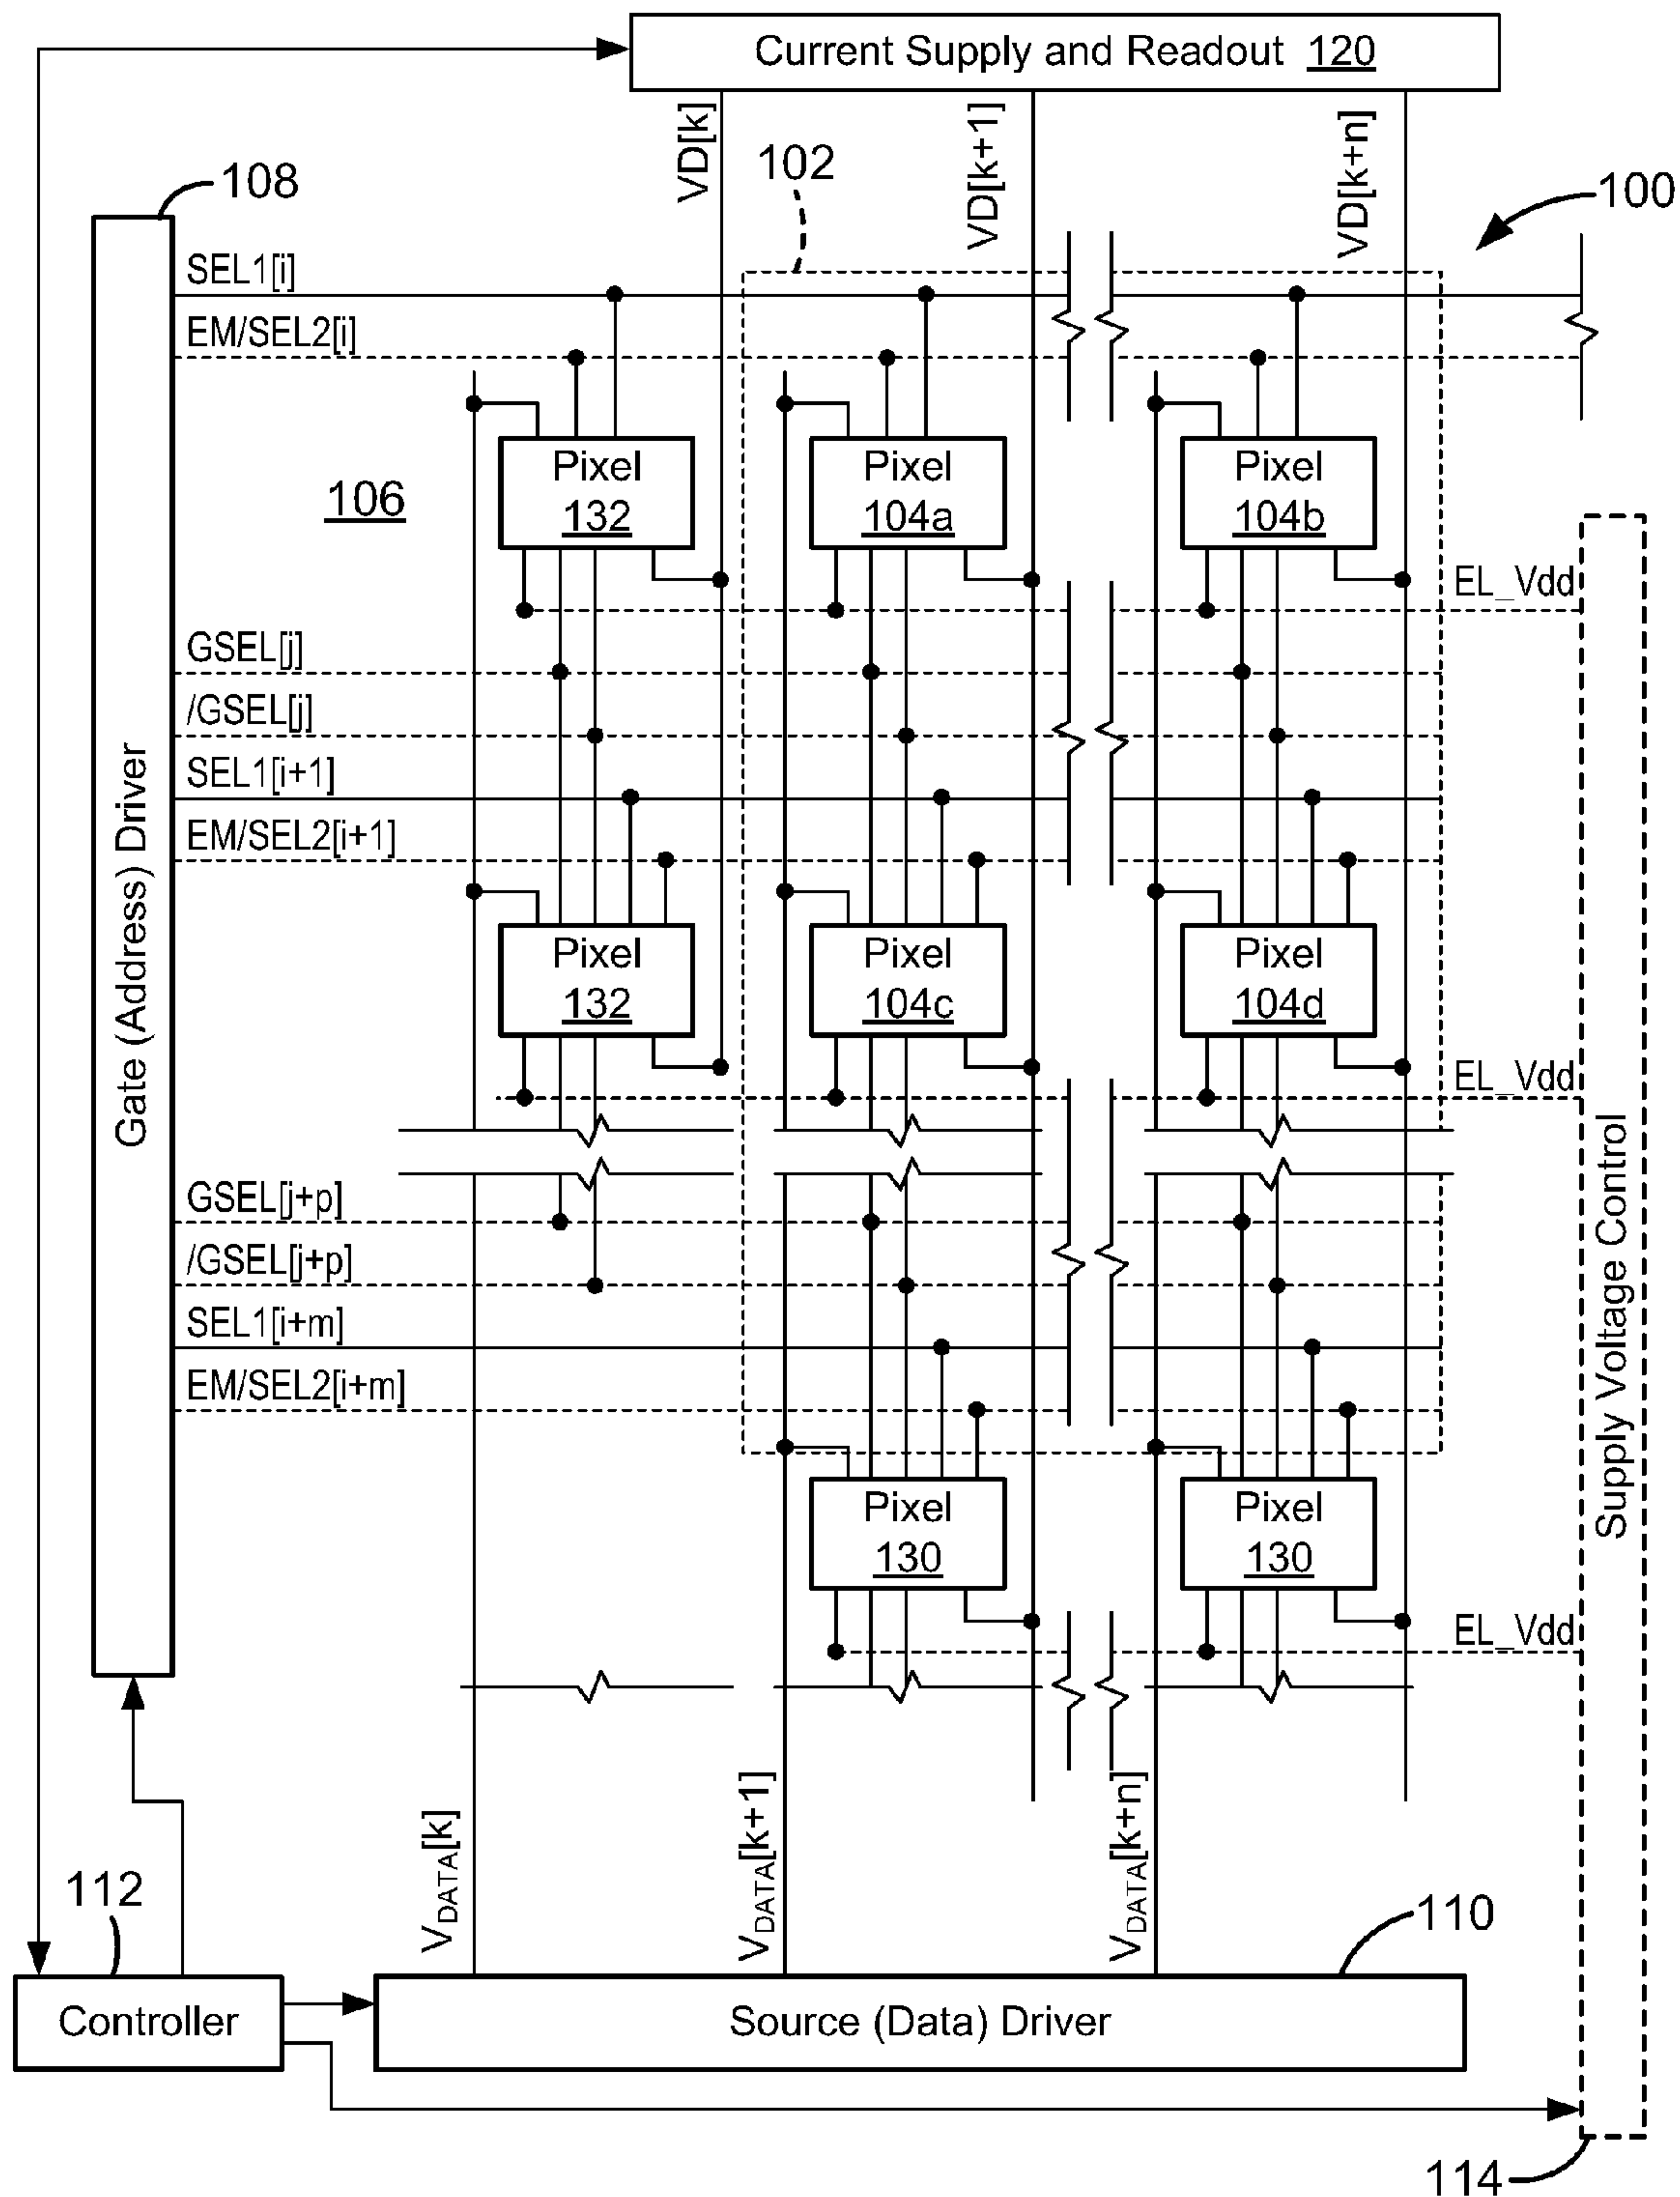 Current Supply and Readout 120
VD[k]
VD[k+1]
VD[k+n]
102
108
100
SEL1[i]
EM/SEL2[i]
Pixel 132
Pixel 104a
Pixel 104b
106
EL_Vdd
GSEL[j]
/GSEL[j]
SEL1[i+1]
EM/SEL2[i+1]
Gate (Address) Driver
Pixel 132
Pixel 104c
Pixel 104d
EL_Vdd
Supply Voltage Control
GSEL[j+p]
/GSEL[j+p]
SEL1[i+m]
EM/SEL2[i+m]
Pixel 130
Pixel 130
EL_Vdd
VDATA[k]
VDATA[k+1]
VDATA[k+n]
112
110
Controller
Source (Data) Driver
114